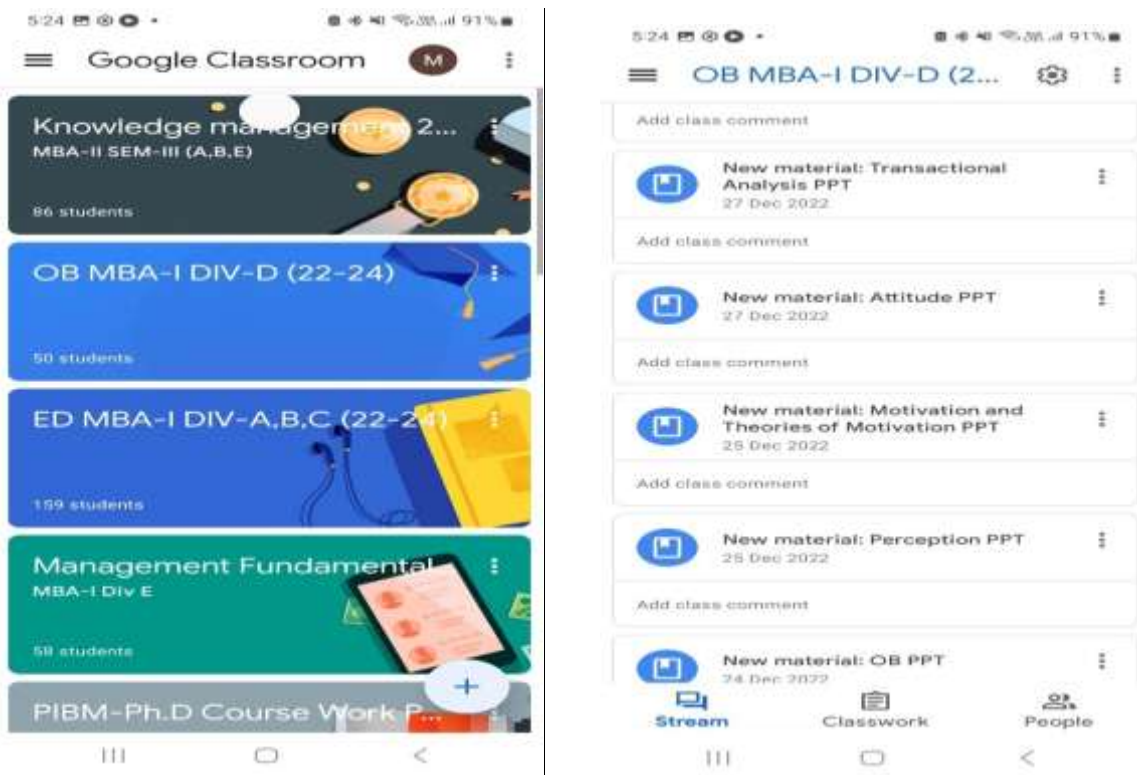 5:24
91%
Google Classroom
M
Knowledge management 2...
MBA-II SEM-III (A,B,E)
86 students
OB MBA-I DIV-D (22-24)
50 students
ED MBA-I DIV-A,B,C (22-24)
159 students
Management Fundamental...
MBA-I Div E
58 students
PIBM-Ph.D Course Work P...
5:24
91%
OB MBA-I DIV-D (2...
Add class comment
New material: Transactional
Analysis PPT
27 Dec 2022
Add class comment
New material: Attitude PPT
27 Dec 2022
Add class comment
New material: Motivation and
Theories of Motivation PPT
25 Dec 2022
Add class comment
New material: Perception PPT
25 Dec 2022
Add class comment
New material: OB PPT
24 Dec 2022
Stream
Classwork
People